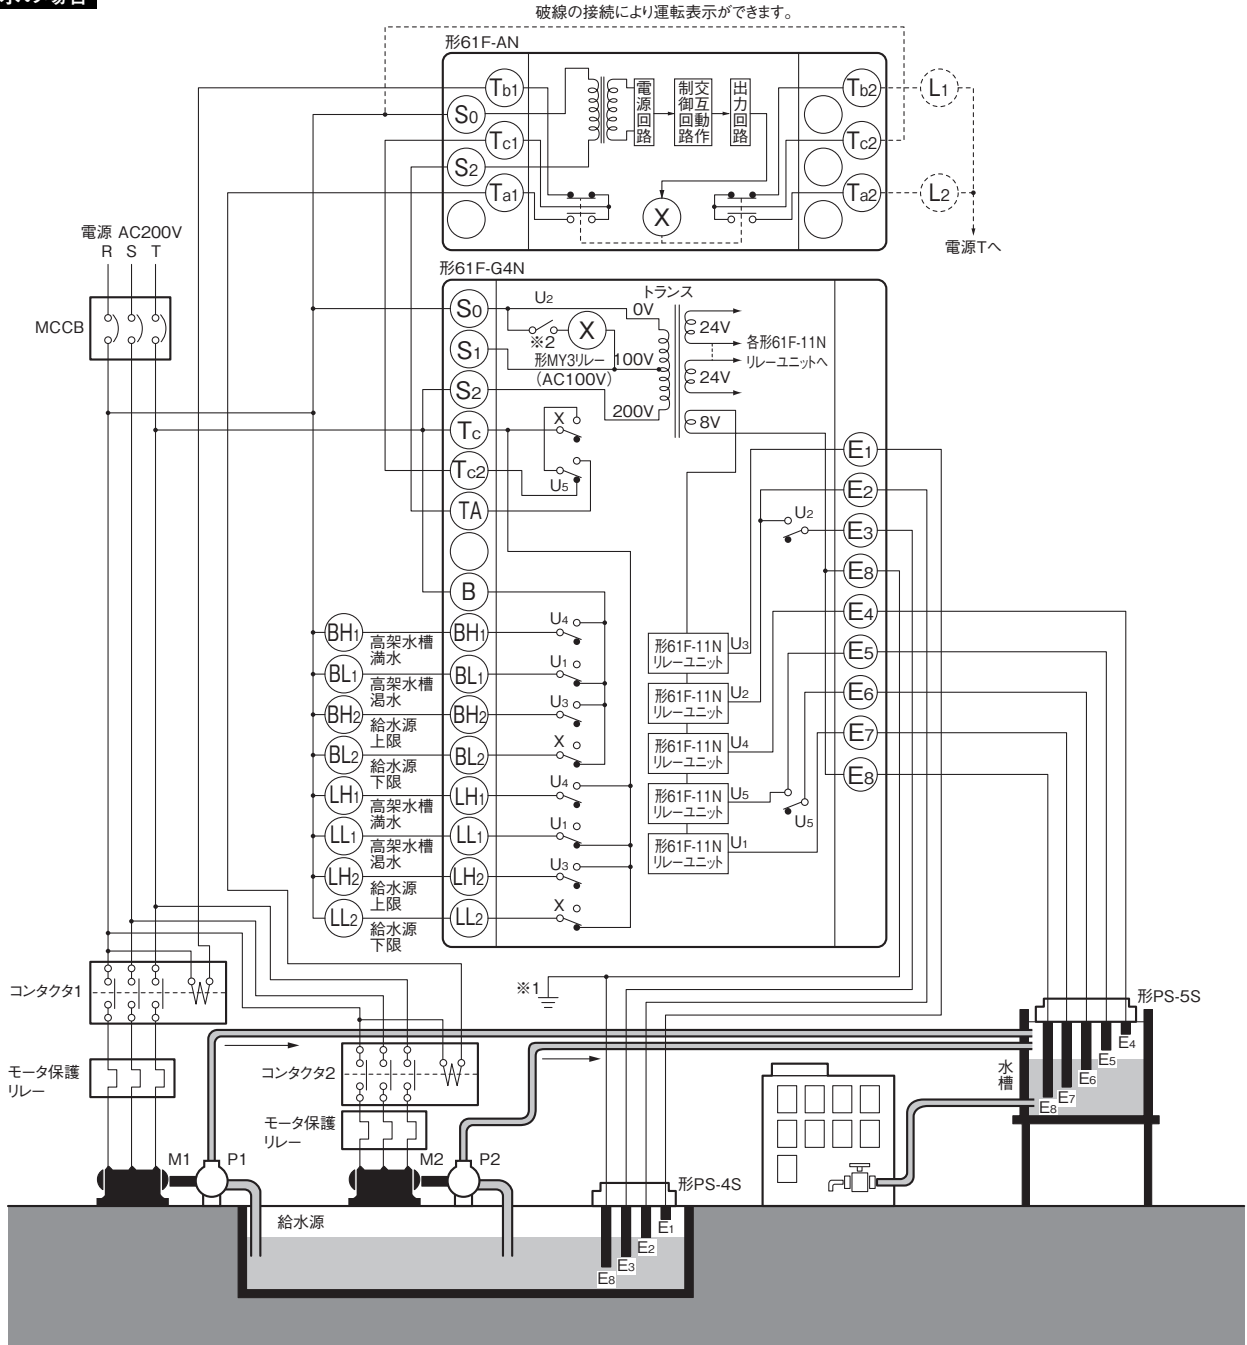 破線の接続により運転表示ができます。
形61F-AN
Tb1
S0
Tc1
S2
Ta1
電源回路
交互動作
制御回路
出力回路
X
Tb2
Tc2
Ta2
L1
L2
電源Tへ
電源 AC200V
R S T
MCCB
形61F-G4N
S0
S1
S2
Tc
Tc2
TA
B
BH1
BL1
BH2
BL2
LH1
LL1
LH2
LL2
U2
※2
X
形MY3リレー
(AC100V)
トランス
0V
100V
200V
24V
24V
8V
各形61F-11N
リレーユニットへ
X
U5
U4
U1
U3
X
U4
U1
U3
X
BH1
高架水槽
満水
BL1
高架水槽
渇水
BH2
給水源
上限
BL2
給水源
下限
LH1
高架水槽
満水
LL1
高架水槽
渇水
LH2
給水源
上限
LL2
給水源
下限
形61F-11N
リレーユニット
U3
形61F-11N
リレーユニット
U2
形61F-11N
リレーユニット
U4
形61F-11N
リレーユニット
U5
形61F-11N
リレーユニット
U1
U2
U5
E1
E2
E3
E8
E4
E5
E6
E7
E8
※1
コンタクタ1
モータ保護
リレー
コンタクタ2
モータ保護
リレー
M1
P1
M2
P2
給水源
形PS-4S
E1
E2
E3
E8
形PS-5S
水槽
E4
E5
E6
E7
E8